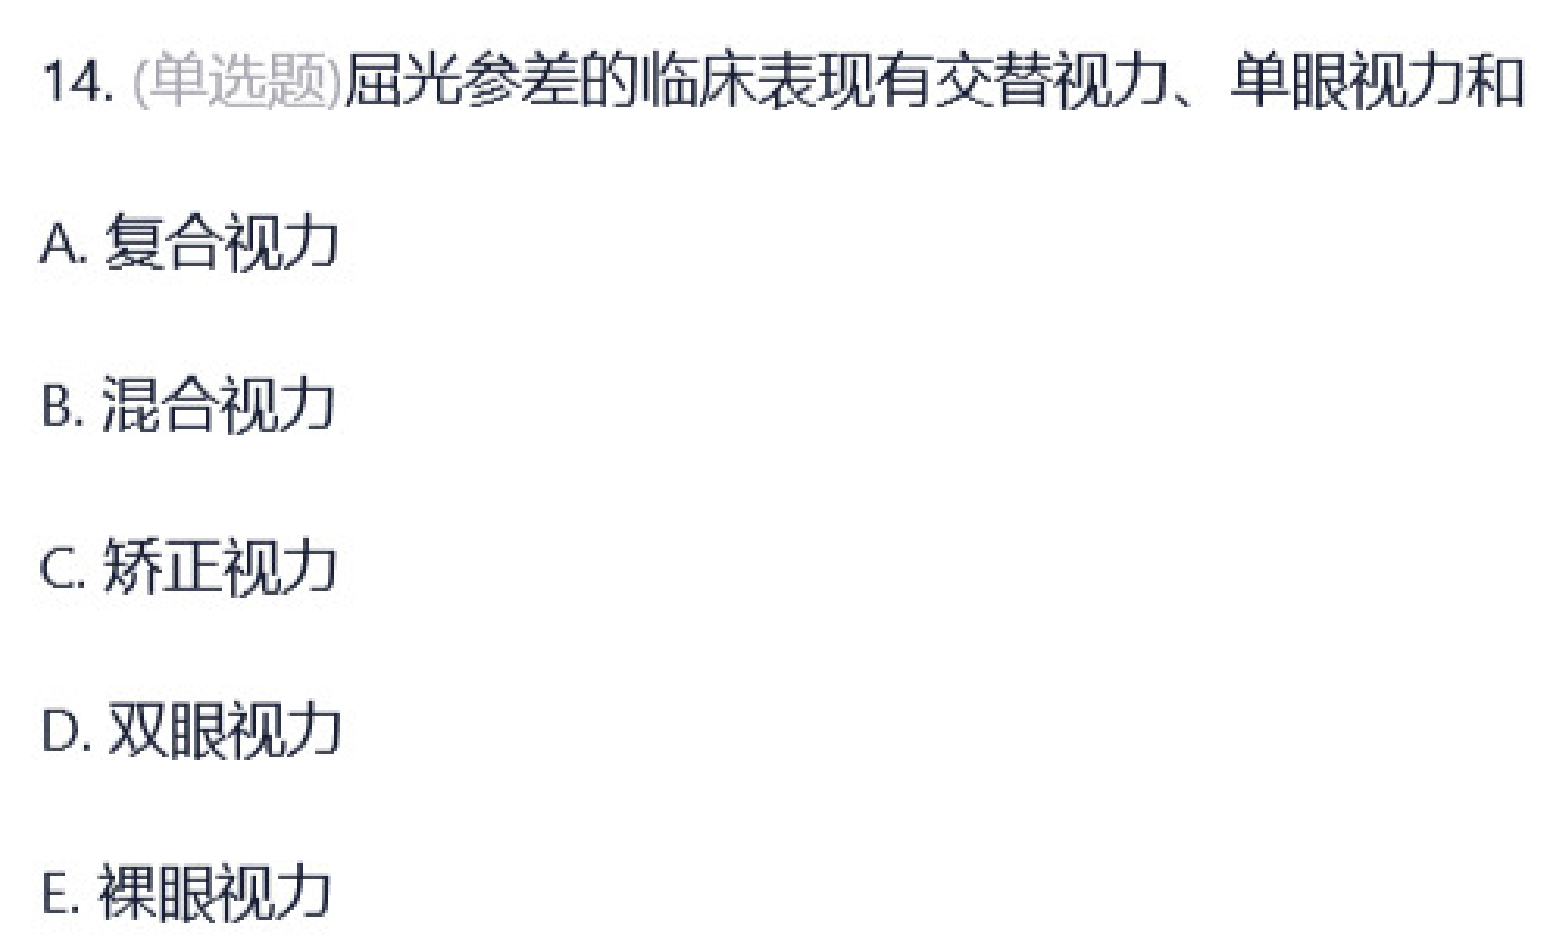 14. (单选题)屈光参差的临床表现有交替视力、单眼视力和
A. 复合视力
B. 混合视力
C. 矫正视力
D. 双眼视力
E. 裸眼视力